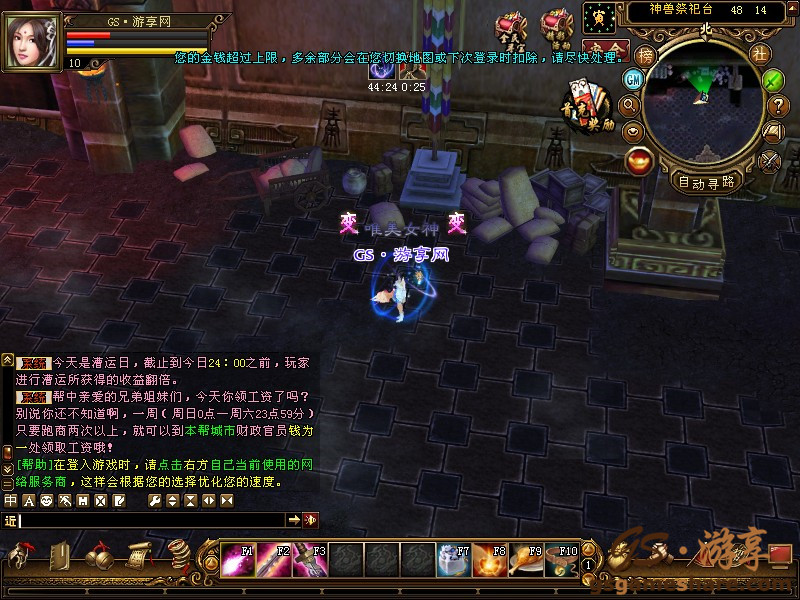 GS·游享网
10
您的金钱超过上限，多余部分会在您切换地图或下次登录时扣除，请尽快处理。
44:24 0:25
寅
神兽祭祀台 48 14
北
榜
社
GM
?
自动寻路
变 唯美女神 变
GS·游享网
今天是漕运日，截止到今日24：00之前，玩家
进行漕运所获得的收益翻倍。
帮中亲爱的兄弟姐妹们，今天你领工资了吗？
别说你还不知道啊，一周（周日0点一周六23点59分）
只要跑商两次以上，就可以到本帮城市财政官员钱为
一处领取工资哦！
[帮助]在登入游戏时，请点击右方自己当前使用的网
络服务商，这样会根据您的选择优化您的速度。
中 A
近
F1 F2 F3 F7 F8 F9 F10
1
GS·游享